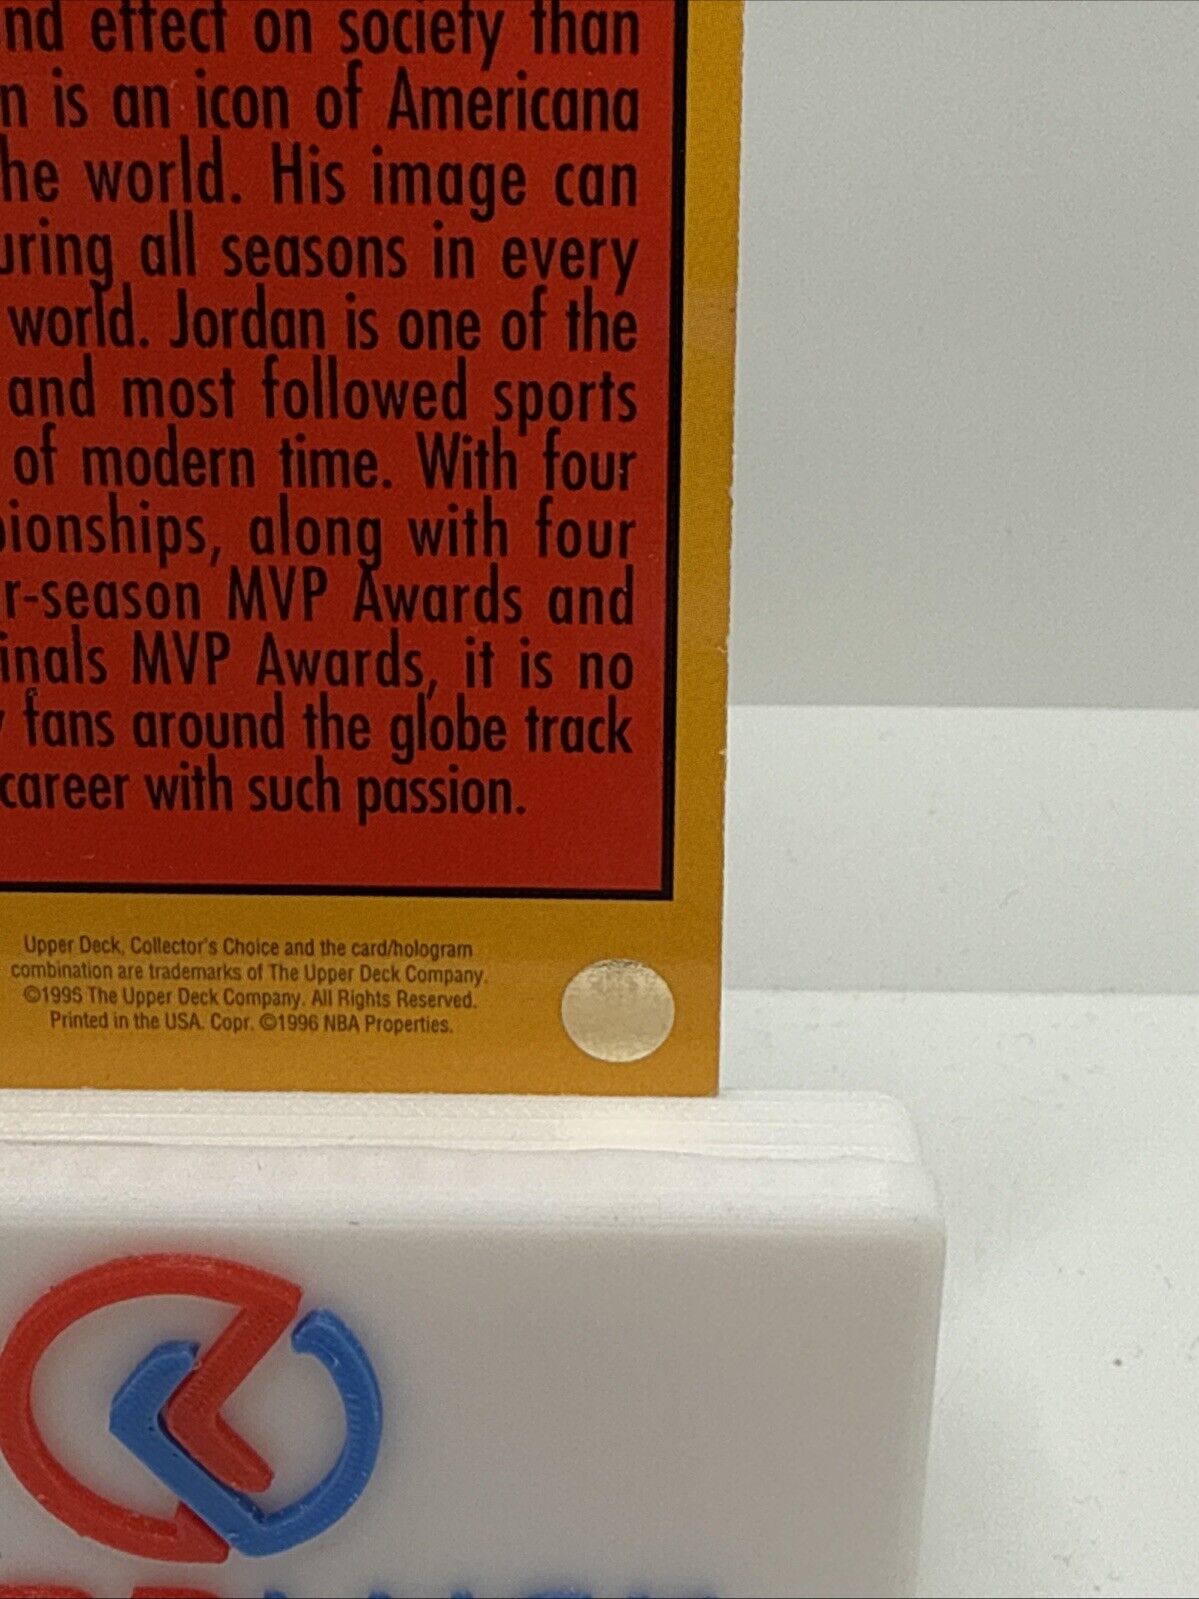 nd effect on society than
n is an icon of Americana
he world. His image can
uring all seasons in every
world. Jordan is one of the
and most followed sports
of modern time. With four
pionships, along with four
r-season MVP Awards and
inals MVP Awards, it is no
y fans around the globe track
career with such passion.
Upper Deck, Collector's Choice and the card/hologram
combination are trademarks of The Upper Deck Company.
©1995 The Upper Deck Company. All Rights Reserved.
Printed in the USA. Copr. ©1996 NBA Properties.